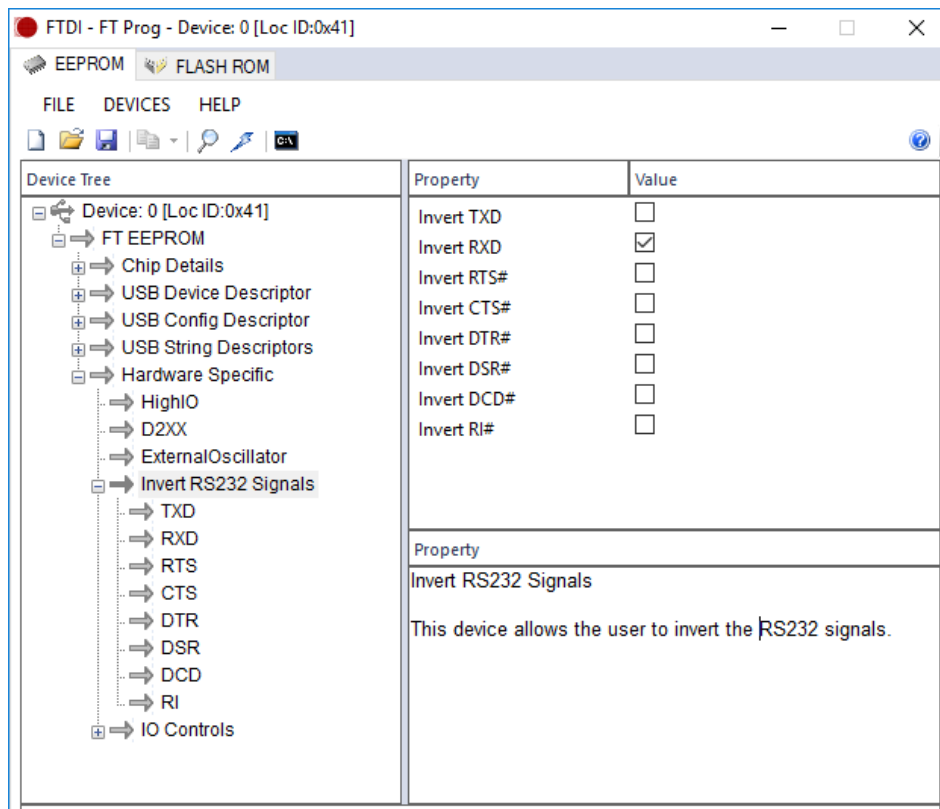 FTDI - FT Prog - Device: 0 [Loc ID:0x41]
EEPROM FLASH ROM
FILE DEVICES HELP
C:\
Device Tree
Device: 0 [Loc ID:0x41]
FT EEPROM
Chip Details
USB Device Descriptor
USB Config Descriptor
USB String Descriptors
Hardware Specific
HighIO
D2XX
ExternalOscillator
Invert RS232 Signals
TXD
RXD
RTS
CTS
DTR
DSR
DCD
RI
IO Controls
Property Value
Invert TXD
Invert RXD
Invert RTS#
Invert CTS#
Invert DTR#
Invert DSR#
Invert DCD#
Invert RI#
Property
Invert RS232 Signals
This device allows the user to invert the RS232 signals.